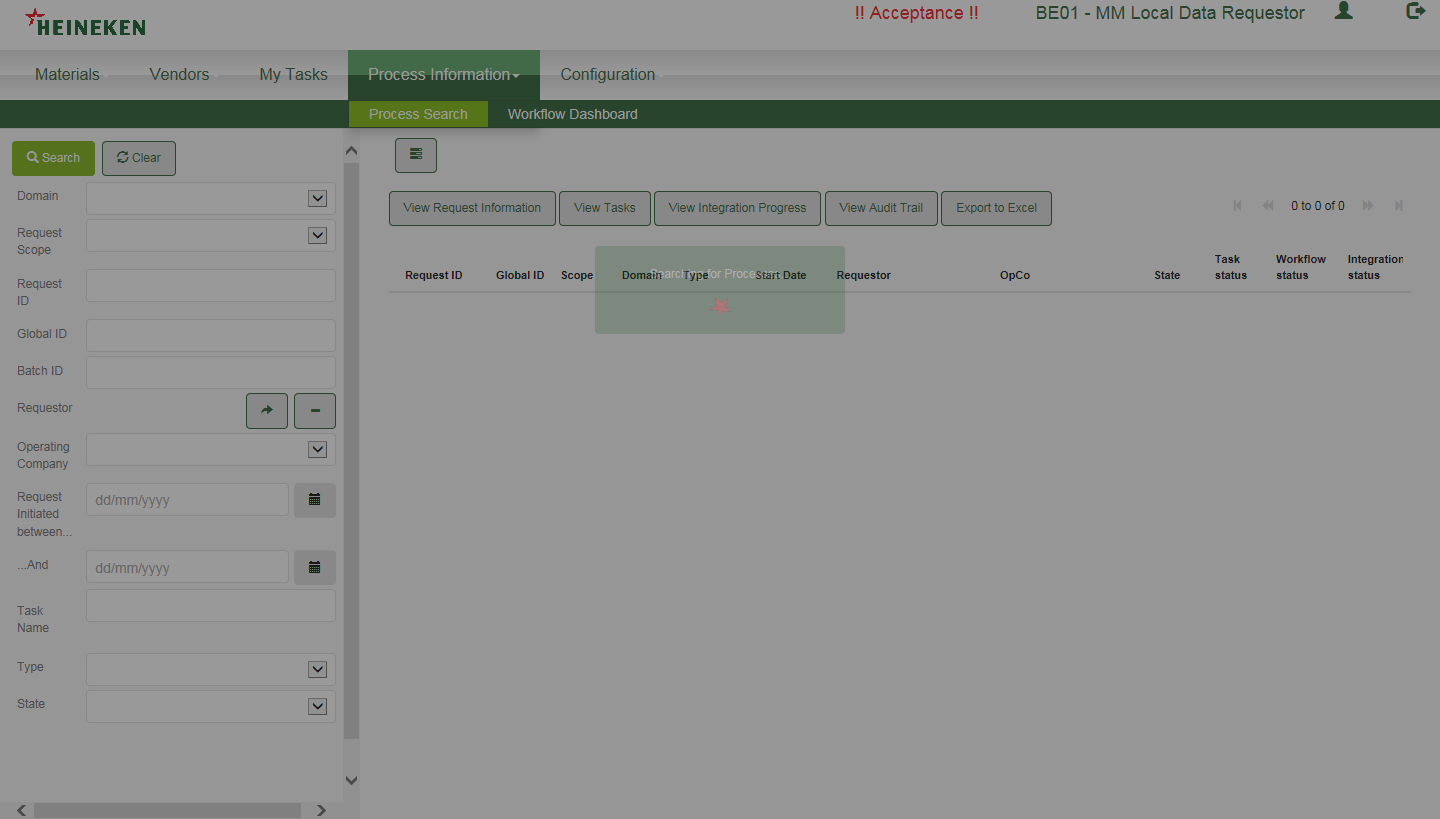 HEINEKEN
!! Acceptance !!
BE01 - MM Local Data Requestor
Materials
Vendors
My Tasks
Process Information
Configuration
Process Search
Workflow Dashboard
Search
Clear
Domain
Request
Scope
Request
ID
Global ID
Batch ID
Requestor
Operating
Company
Request
Initiated
between...
dd/mm/yyyy
...And
dd/mm/yyyy
Task
Name
Type
State
View Request Information
View Tasks
View Integration Progress
View Audit Trail
Export to Excel
0 to 0 of 0
Request ID
Global ID
Scope
Domain
Type
Start Date
Requestor
OpCo
State
Task
status
Workflow
status
Integration
status
Searching for Processes